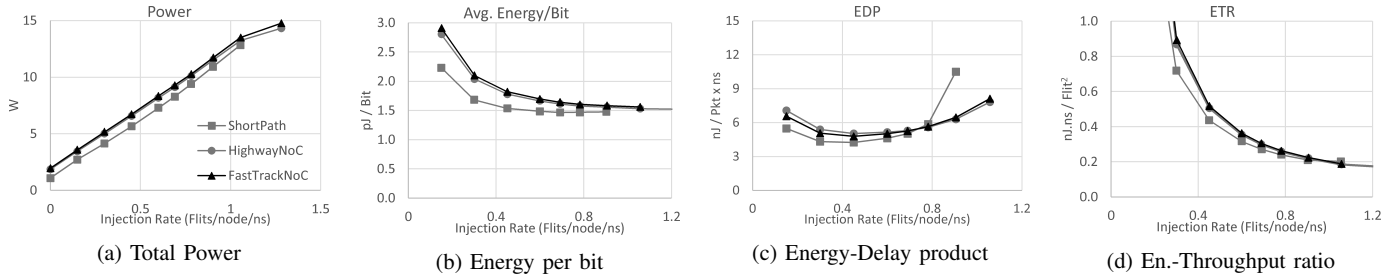 Power
15
10
5
0
W
0
0.5
1
1.5
Injection Rate (Flits/node/ns)
ShortPath
HighwayNoC
FastTrackNoC
(a) Total Power
Avg. Energy/Bit
3.0
2.5
2.0
1.5
1.0
0.5
0.0
pJ / Bit
0
0.4
0.8
1.2
Injection Rate (Flits/node/ns)
(b) Energy per bit
EDP
15
12
9
6
3
0
nJ / Pkt x ns
0
0.4
0.8
1.2
Injection Rate (Flits/node/ns)
(c) Energy-Delay product
ETR
1.0
0.8
0.6
0.4
0.2
0.0
nJ.ns / Flit²
0
0.4
0.8
1.2
Injection Rate (Flits/node/ns)
(d) En.-Throughput ratio